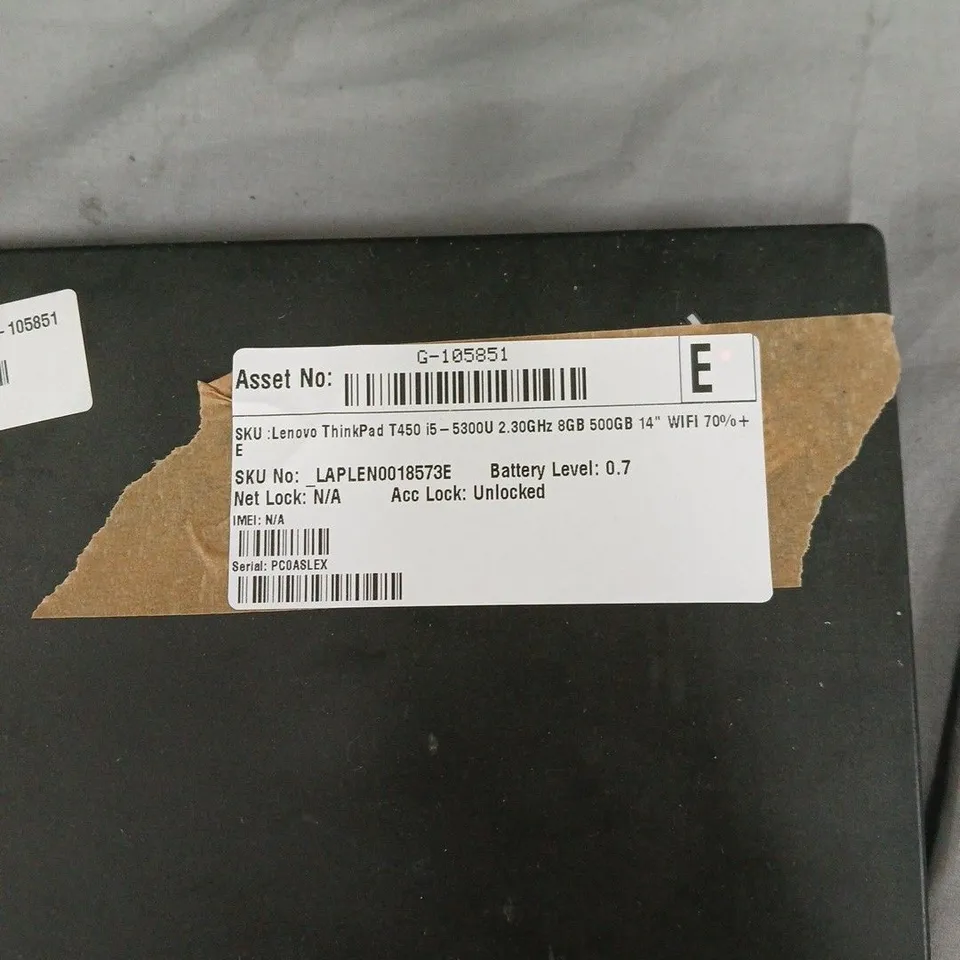 - 105851
G-105851
Asset No:
E
SKU :Lenovo ThinkPad T450 i5-5300U 2.30GHz 8GB 500GB 14" WIFI 70%+
E
SKU No: _LAPLEN0018573E Battery Level: 0.7
Net Lock: N/A Acc Lock: Unlocked
IMEI: N/A
Serial: PC0ASLEX